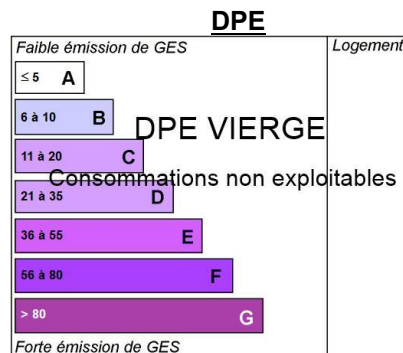 DPE
Faible émission de GES
Logement
≤ 5 A
6 à 10 B
DPE VIERGE
11 à 20 C
Consommations non exploitables
21 à 35 D
36 à 55 E
56 à 80 F
> 80 G
Forte émission de GES